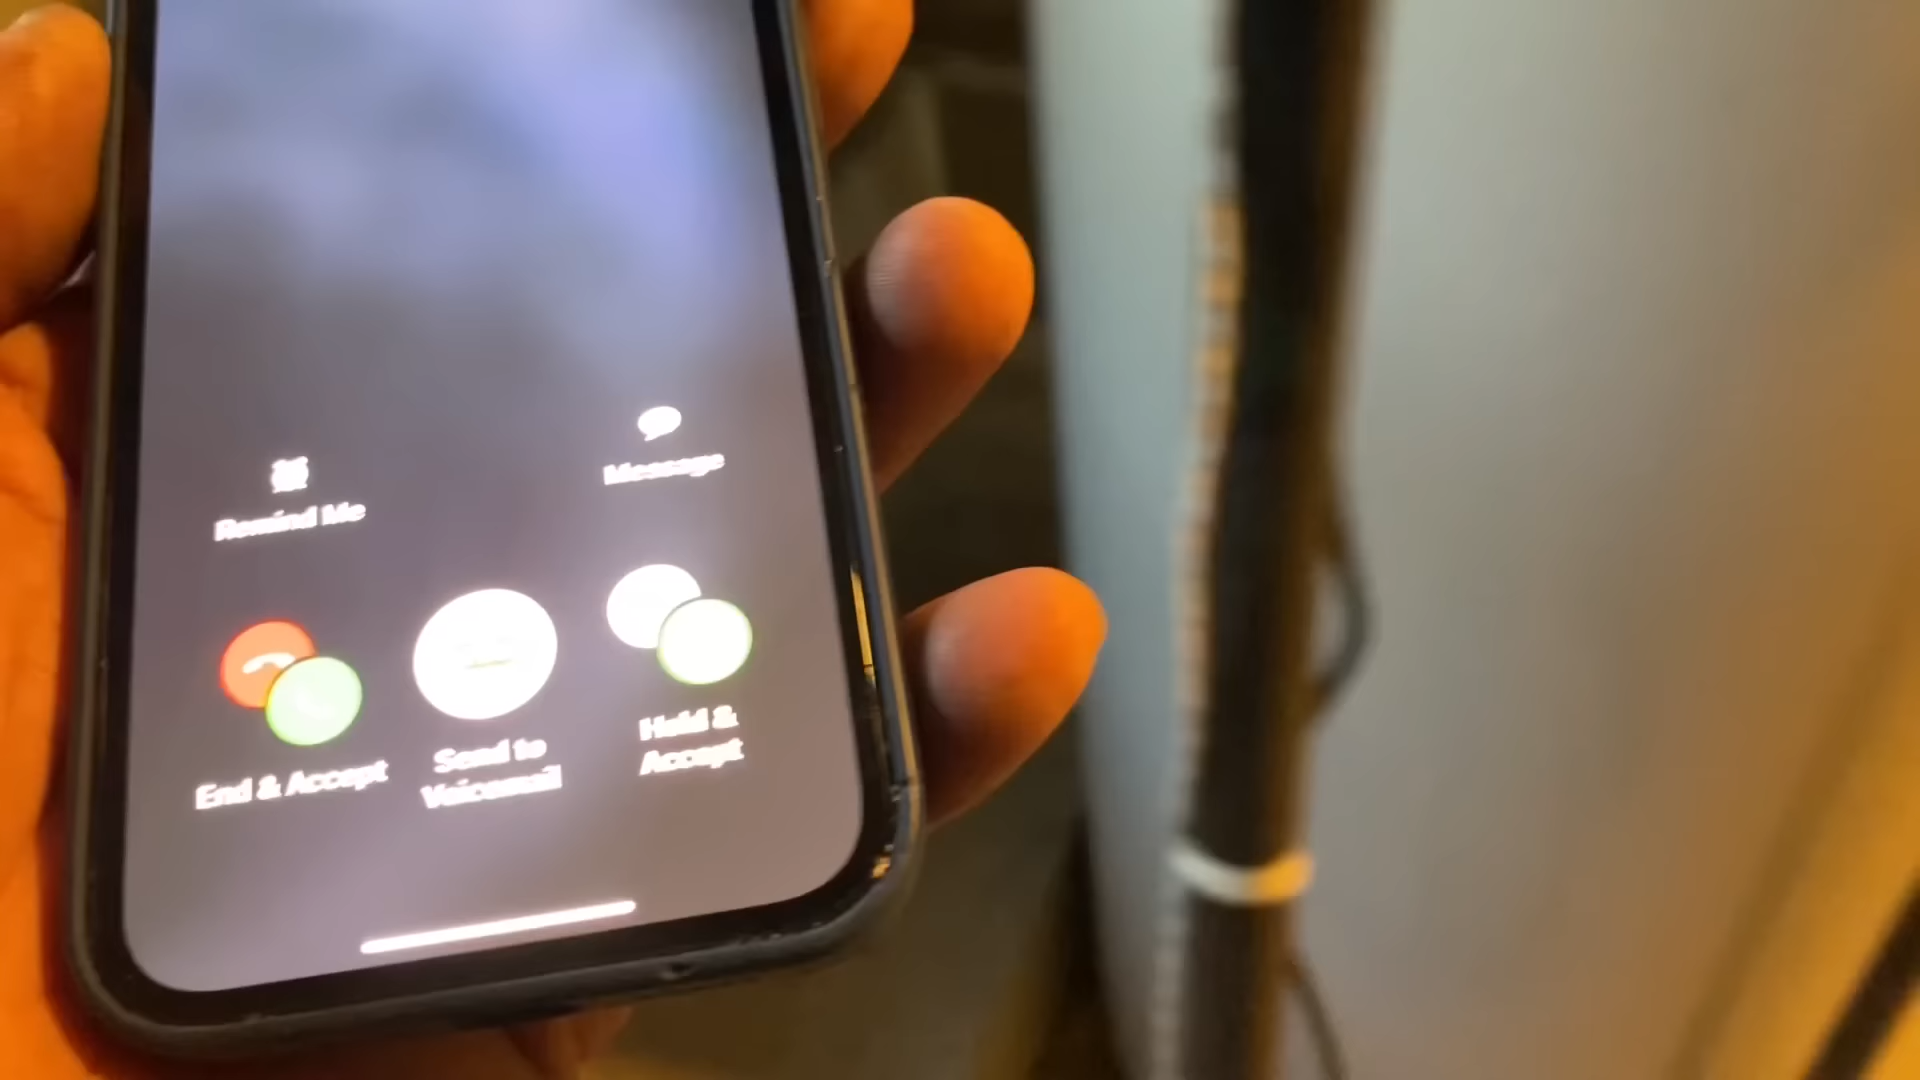 Message
Remind Me
End & Accept
Send to
Voicemail
Hold &
Accept